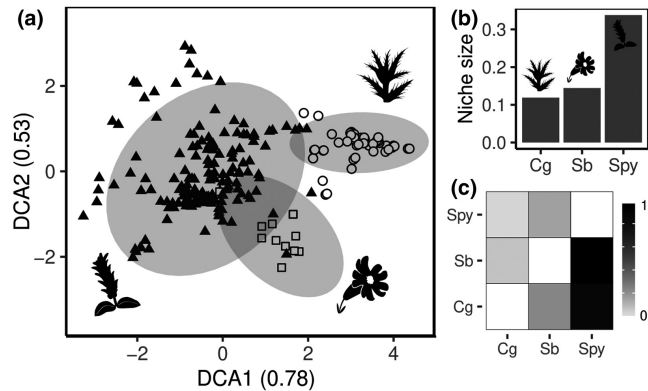 (a)
DCA2 (0.53)
2
0
−2
−2
0
2
4
DCA1 (0.78)
(b)
Niche size
0.3
0.2
0.1
0.0
Cg
Sb
Spy
(c)
Spy
Sb
Cg
Cg
Sb
Spy
1
0